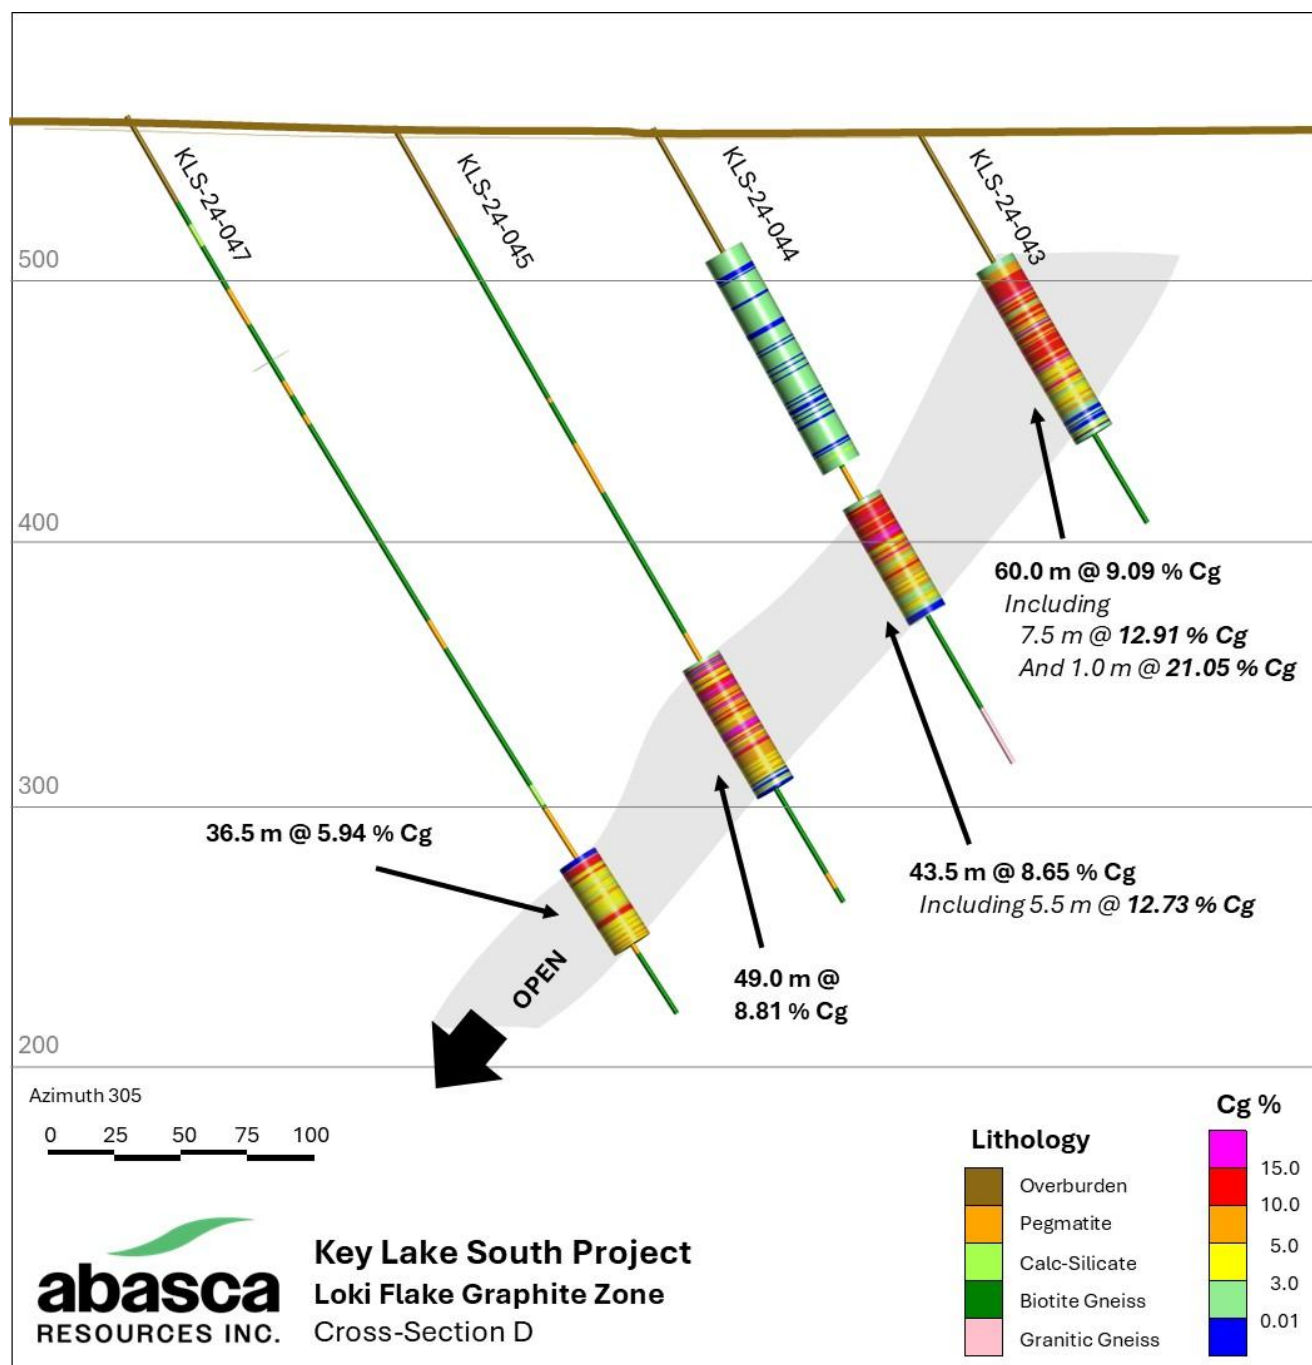 KLS-24-047
KLS-24-045
KLS-24-044
KLS-24-043
500
400
60.0 m @ 9.09 % Cg
Including
7.5 m @ 12.91 % Cg
And 1.0 m @ 21.05 % Cg
300
36.5 m @ 5.94 % Cg
43.5 m @ 8.65 % Cg
Including 5.5 m @ 12.73 % Cg
49.0 m @
8.81 % Cg
OPEN
200
Azimuth 305
0 25 50 75 100
Lithology
Overburden
Pegmatite
Calc-Silicate
Biotite Gneiss
Granitic Gneiss
Cg %
15.0
10.0
5.0
3.0
0.01
abasca
RESOURCES INC.
Key Lake South Project
Loki Flake Graphite Zone
Cross-Section D